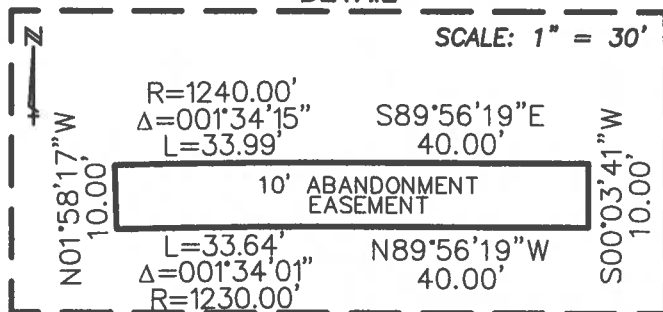 SCALE: 1" = 30'
N
R=1240.00'
Δ=001°34'15"
L=33.99'
S89°56'19"E
40.00'
N01°58'17"W
10.00'
10' ABANDONMENT
EASEMENT
S00°03'41"W
10.00'
L=33.64'
Δ=001°34'01"
R=1230.00'
N89°56'19"W
40.00'